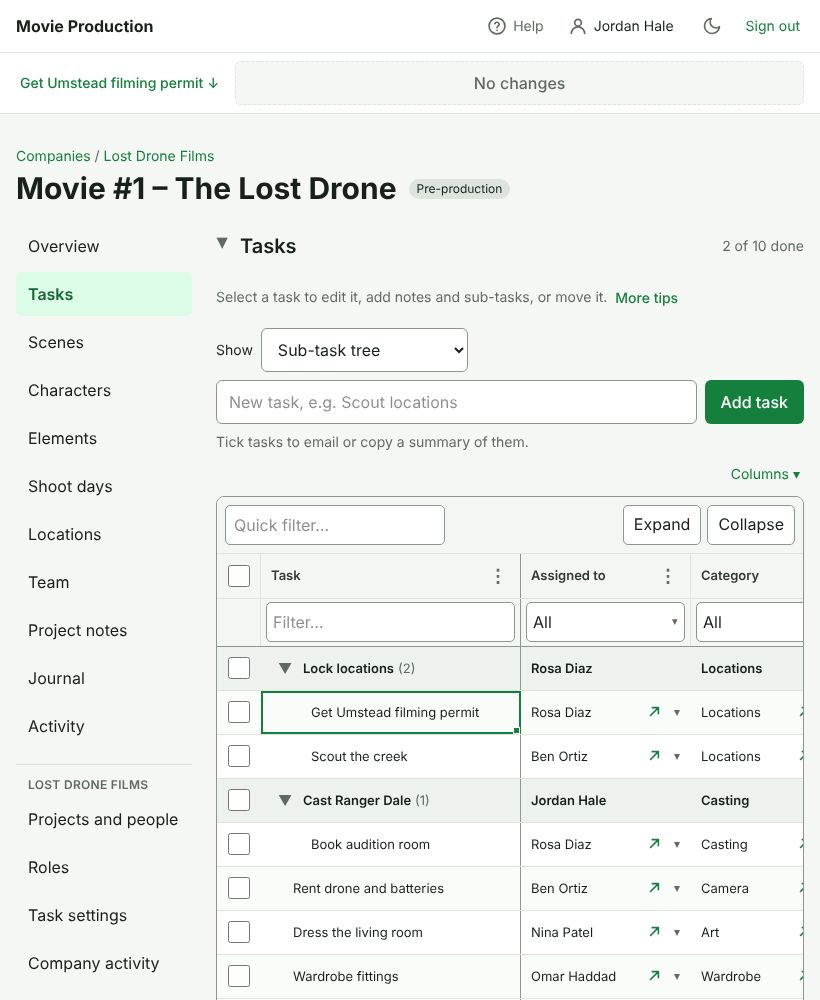 Movie Production
Help
Jordan Hale
Sign out
Get Umstead filming permit ↓
No changes
Companies / Lost Drone Films
Movie #1 – The Lost Drone
Pre-production
Overview
Tasks
Scenes
Characters
Elements
Shoot days
Locations
Team
Project notes
Journal
Activity
LOST DRONE FILMS
Projects and people
Roles
Task settings
Company activity
▼ Tasks
2 of 10 done
Select a task to edit it, add notes and sub-tasks, or move it. More tips
Show Sub-task tree
New task, e.g. Scout locations
Add task
Tick tasks to email or copy a summary of them.
Columns ▾
Quick filter...
Expand
Collapse
Task ⋮ Assigned to ⋮ Category
Filter... All ▾ All
▼ Lock locations (2) Rosa Diaz Locations
Get Umstead filming permit Rosa Diaz ↗ ▾ Locations
Scout the creek Ben Ortiz ↗ ▾ Locations
▼ Cast Ranger Dale (1) Jordan Hale Casting
Book audition room Rosa Diaz ↗ ▾ Casting
Rent drone and batteries Ben Ortiz ↗ ▾ Camera
Dress the living room Nina Patel ↗ ▾ Art
Wardrobe fittings Omar Haddad ↗ ▾ Wardrobe